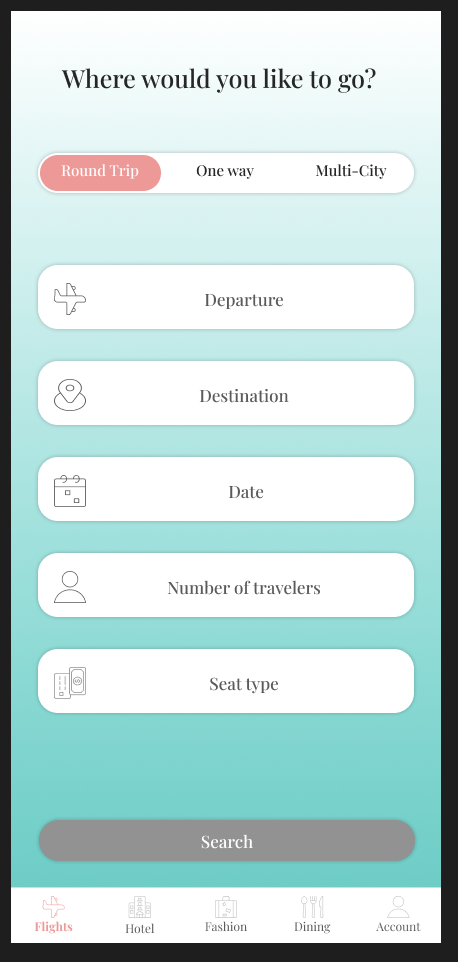 Where would you like to go?
Round Trip One way Multi-City
Departure
Destination
Date
Number of travelers
Seat type
Search
Flights Hotel Fashion Dining Account